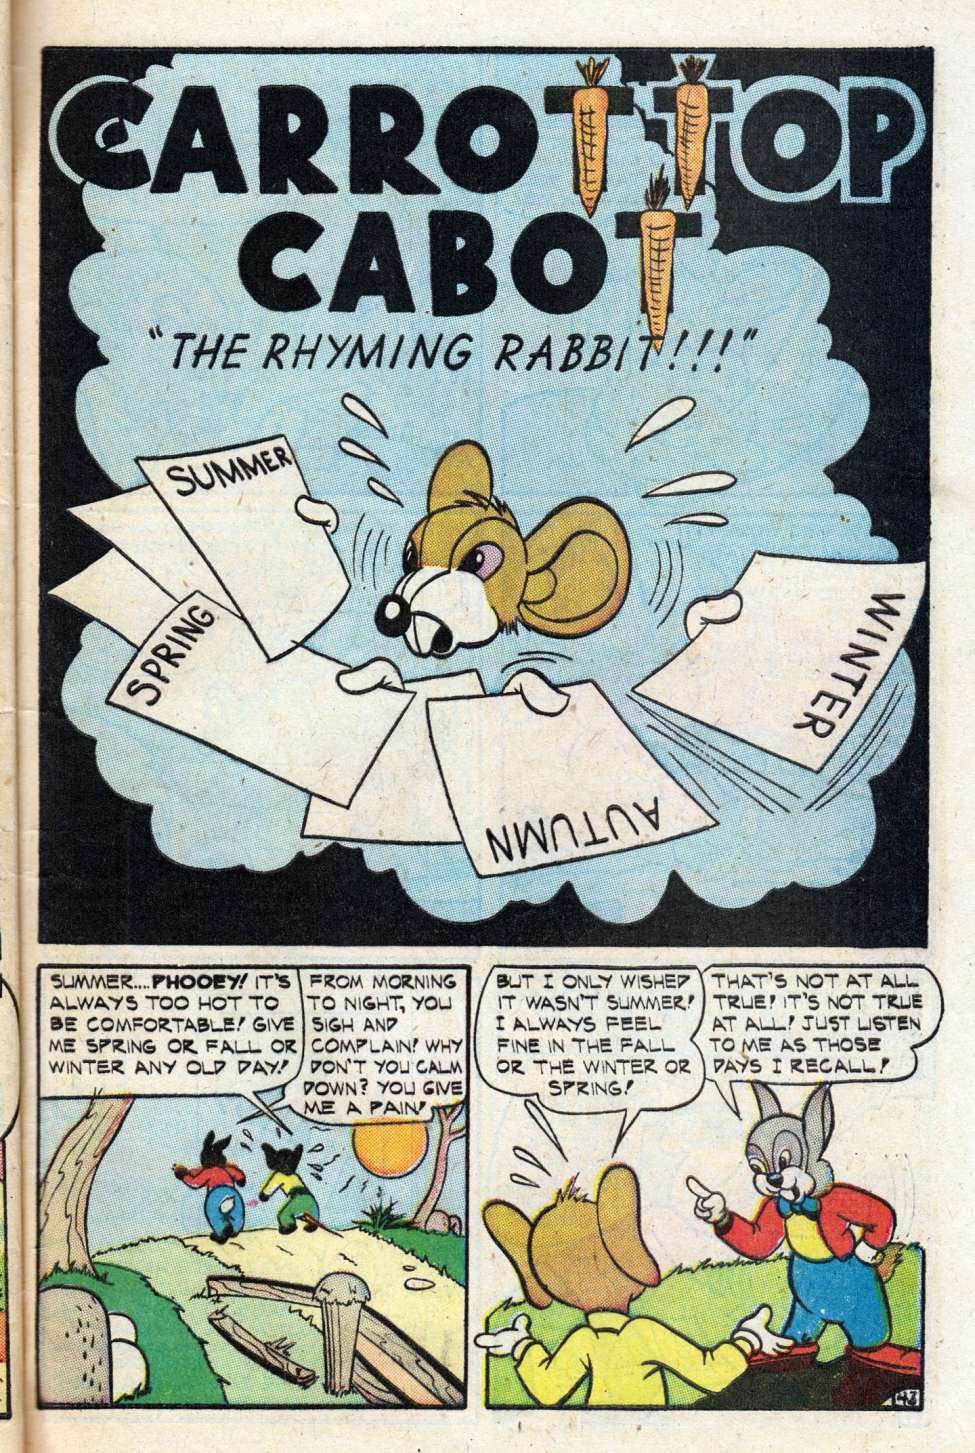 CARROT TOP
CABOT
"THE RHYMING RABBIT!!!"
SUMMER
SPRING
AUTUMN
WINTER
SUMMER.... PHOOEY! IT'S
ALWAYS TOO HOT TO
BE COMFORTABLE! GIVE
ME SPRING OR FALL OR
WINTER ANY OLD DAY!
FROM MORNING
TO NIGHT, YOU
SIGH AND
COMPLAIN! WHY
DON'T YOU CALM
DOWN? YOU GIVE
ME A PAIN!
BUT I ONLY WISHED
IT WASN'T SUMMER!
I ALWAYS FEEL
FINE IN THE FALL
OR THE WINTER OR
SPRING!
THAT'S NOT AT ALL
TRUE! IT'S NOT TRUE
AT ALL! JUST LISTEN
TO ME AS THOSE
DAYS I RECALL!
143